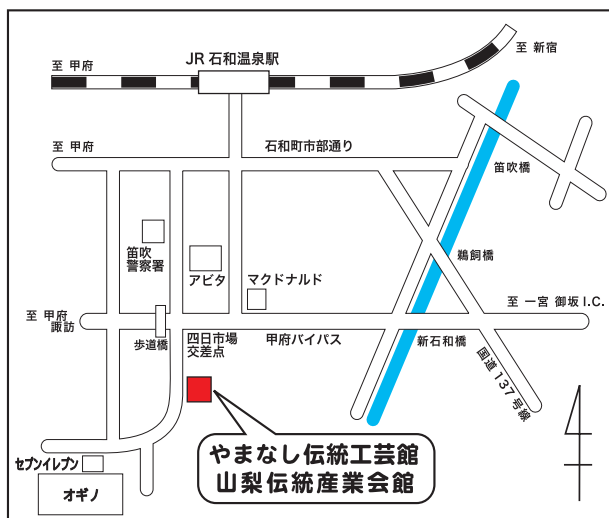 至 甲府
JR 石和温泉駅
至 新宿
至 甲府
石和町市部通り
笛吹橋
笛吹
警察署
アピタ
マクドナルド
鵜飼橋
至 一宮 御坂 I.C.
至 甲府
諏訪
歩道橋
四日市場
交差点
甲府バイパス
新石和橋
国道137号線
やまなし伝統工芸館
山梨伝統産業会館
セブンイレブン
オギノ